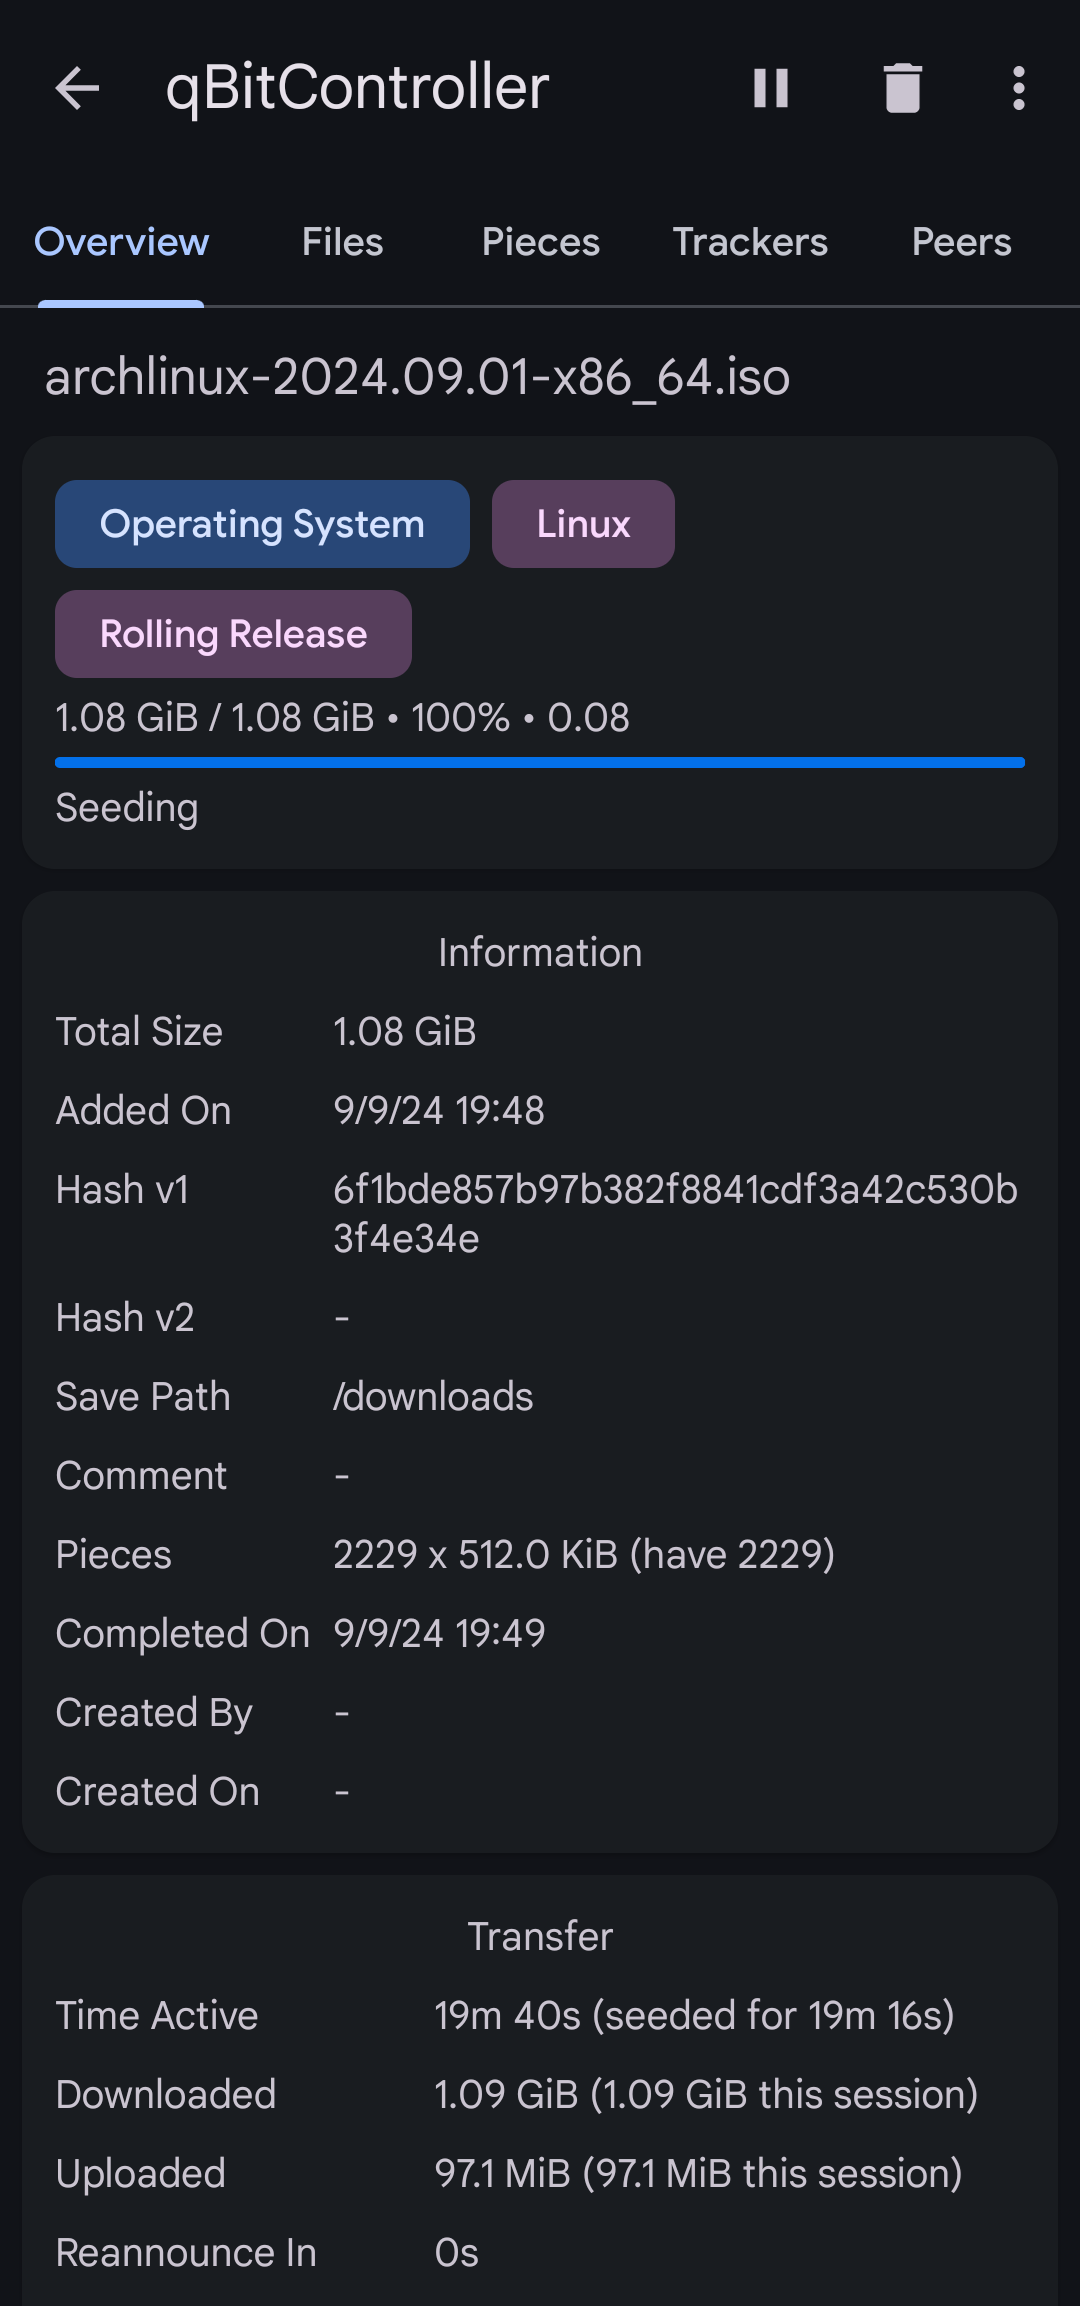 qBitController
Overview Files Pieces Trackers Peers
archlinux-2024.09.01-x86_64.iso
Operating System Linux
Rolling Release
1.08 GiB / 1.08 GiB • 100% • 0.08
Seeding
Information
Total Size 1.08 GiB
Added On 9/9/24 19:48
Hash v1 6f1bde857b97b382f8841cdf3a42c530b
3f4e34e
Hash v2 -
Save Path /downloads
Comment -
Pieces 2229 x 512.0 KiB (have 2229)
Completed On 9/9/24 19:49
Created By -
Created On -
Transfer
Time Active 19m 40s (seeded for 19m 16s)
Downloaded 1.09 GiB (1.09 GiB this session)
Uploaded 97.1 MiB (97.1 MiB this session)
Reannounce In 0s